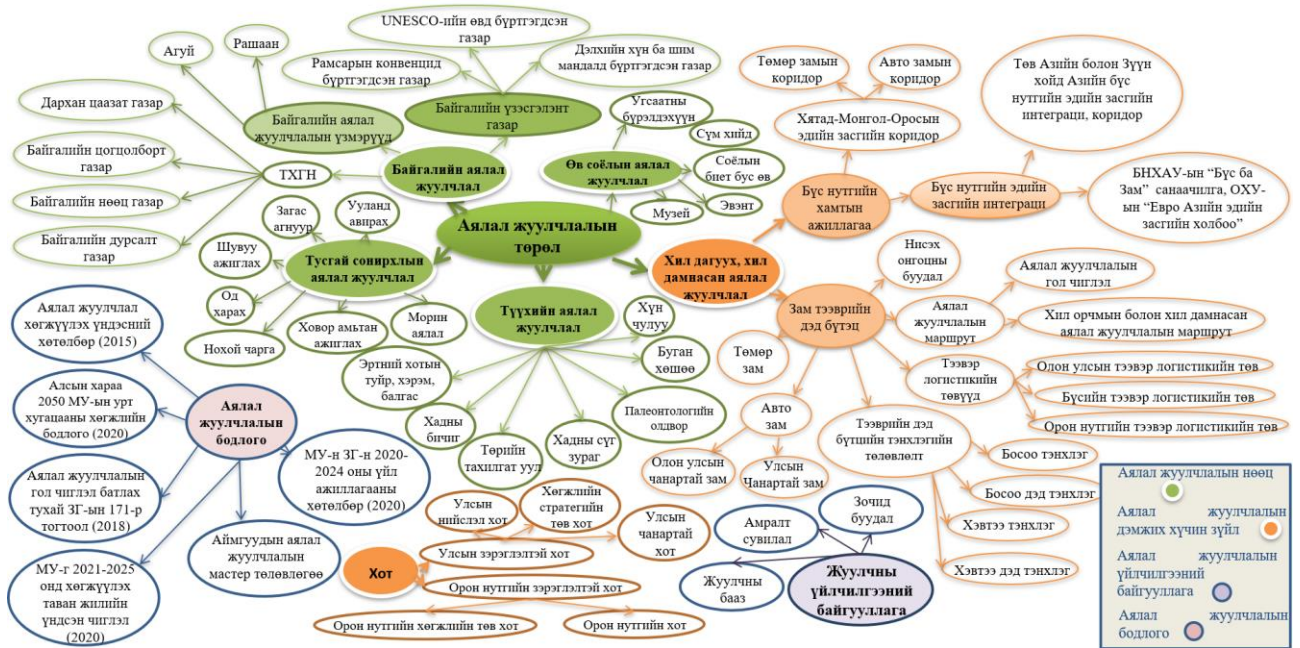 UNESCO-ийн өвд бүртгэгдсэн
газар
Агуй
Рашаан
Рамсарын конвенцид
бүртгэгдсэн газар
Дэлхийн хүн ба шим
мандалд бүртгэгдсэн газар
Дархан цаазат газар
Байгалийн аялал
жуулчлалын үзмэрүүд
Байгалийн үзэсгэлэнт
газар
Байгалийн цогцолборт
газар
ТХГН
Байгалийн аялал
жуулчлал
Байгалийн нөөц газар
Байгалийн дурсалт
газар
Угсаатны
бүрэлдэхүүн
Сүм хийд
Өв соёлын аялал
жуулчлал
Соёлын
биет бус өв
Эвэнт
Музей
Аялал жуулчлалын
төрөл
Загас
агнуур
Ууланд
авирах
Шувуу
ажиглах
Тусгай сонирхлын
аялал жуулчлал
Од
харах
Нохой чарга
Ховор амьтан
ажиглах
Морин
аялал
Түүхийн аялал
жуулчлал
Хүн
чулуу
Буган
хөшөө
Эртний хотын
туйр, хэрэм,
балгас
Хадны
бичиг
Төрийн
тахилгат уул
Хадны сүг
зураг
Палеонтологийн
олдвор
Хил дагуух, хил
дамнасан аялал
жуулчлал
Төмөр замын
коридор
Авто замын
коридор
Хятад-Монгол-Оросын
эдийн засгийн коридор
Төв Азийн болон Зүүн
хойд Азийн бүс
нутгийн эдийн засгийн
интеграци, коридор
Бүс нутгийн
хамтын
ажиллагаа
Бүс нутгийн эдийн
засгийн интеграци
БНХАУ-ын “Бүс ба
Зам” санаачилга, ОХУ-
ын “Евро Азийн эдийн
засгийн холбоо”
Нисэх
онгоцны
буудал
Зам тээврийн
дэд бүтэц
Аялал
жуулчлалын
маршрут
Аялал жуулчлалын
гол чиглэл
Хил орчмын болон хил дамнасан
аялал жуулчлалын маршрут
Төмөр
зам
Тээвэр
логистикийн
төвүүд
Олон улсын тээвэр логистикийн төв
Бүсийн тээвэр логистикийн төв
Орон нутгийн тээвэр логистикийн төв
Авто
зам
Олон улсын
чанартай зам
Улсын
Чанартай зам
Тээврийн дэд
бүтцийн тэнхлэгийн
төлөвлөлт
Босоо тэнхлэг
Босоо дэд тэнхлэг
Хэвтээ тэнхлэг
Хэвтээ дэд тэнхлэг
Аялал жуулчлал
хөгжүүлэх үндэсний
хөтөлбөр (2015)
Алсын хараа
2050 МУ-ын урт
хугацааны хөгжлийн
бодлого (2020)
Аялал
жуулчлалын
бодлого
Аялал жуулчлалын
гол чиглэл батлах
тухай ЗГ-ын 171-р
тогтоол (2018)
МУ-н ЗГ-н 2020-
2024 оны үйл
ажиллагааны
хөтөлбөр (2020)
МУ-г 2021-2025
онд хөгжүүлэх
таван жилийн
үндсэн чиглэл
(2020)
Аймгуудын аялал
жуулчлалын
мастер төлөвлөгөө
Улсын
нийслэл хот
Хөгжлийн
стратегийн
төв хот
Улсын
чанартай хот
Улсын зэрэглэлтэй хот
Хот
Орон нутгийн зэрэглэлтэй хот
Орон нутгийн хөгжлийн төв хот
Орон нутгийн хот
Зочид
буудал
Амралт
сувилал
Жуулчны
бааз
Жуулчны
үйлчилгээний
байгууллага
Аялал жуулчлалын нөөц
Аялал жуулчлалын
дэмжих хүчин зүйл
Аялал жуулчлалын
үйлчилгээний
байгууллага
Аялал жуулчлалын
бодлого